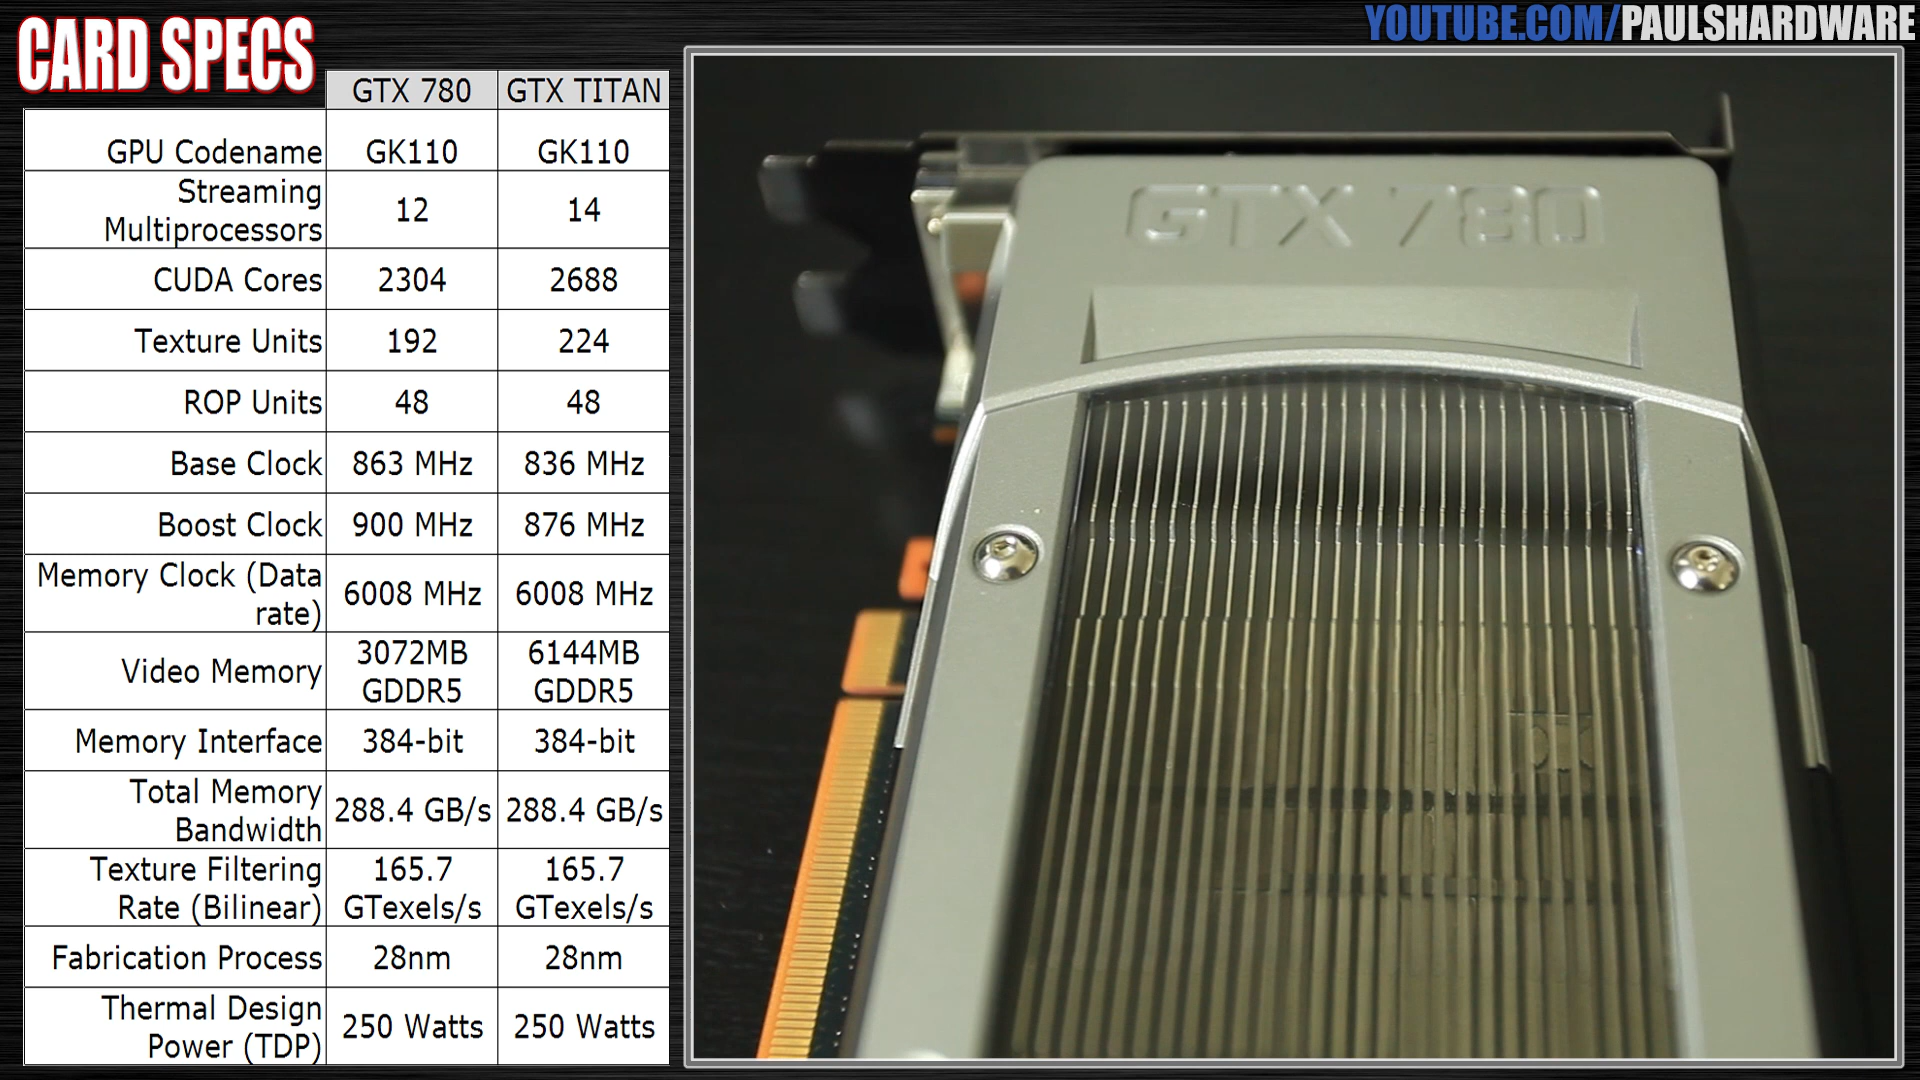 CARD SPECS
YOUTUBE.COM/PAULSHARDWARE
GTX 780 GTX TITAN
GPU Codename GK110 GK110
Streaming
Multiprocessors 12 14
CUDA Cores 2304 2688
Texture Units 192 224
ROP Units 48 48
Base Clock 863 MHz 836 MHz
Boost Clock 900 MHz 876 MHz
Memory Clock (Data
rate) 6008 MHz 6008 MHz
Video Memory 3072MB 6144MB
GDDR5 GDDR5
Memory Interface 384-bit 384-bit
Total Memory
Bandwidth 288.4 GB/s 288.4 GB/s
Texture Filtering 165.7 165.7
Rate (Bilinear) GTexels/s GTexels/s
Fabrication Process 28nm 28nm
Thermal Design
Power (TDP) 250 Watts 250 Watts
GTX 780
OK